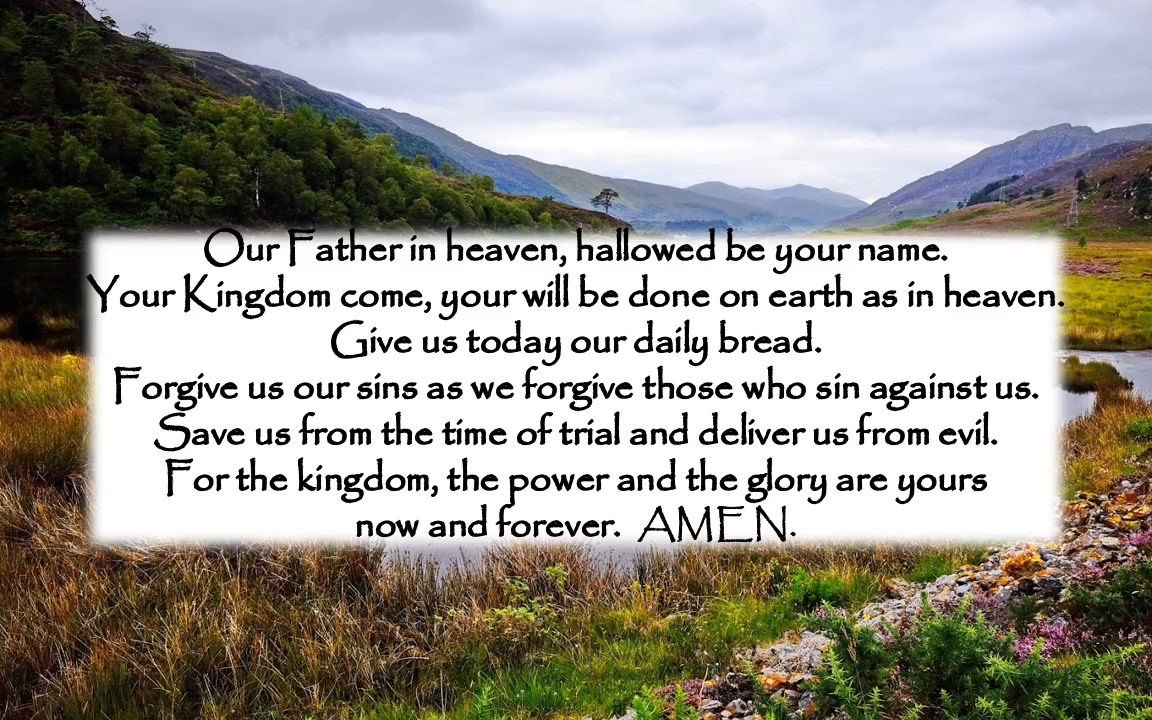 Our Father in heaven, hallowed be your name.
Your Kingdom come, your will be done on earth as in heaven.
Give us today our daily bread.
Forgive us our sins as we forgive those who sin against us.
Save us from the time of trial and deliver us from evil.
For the kingdom, the power and the glory are yours
now and forever. AMEN.